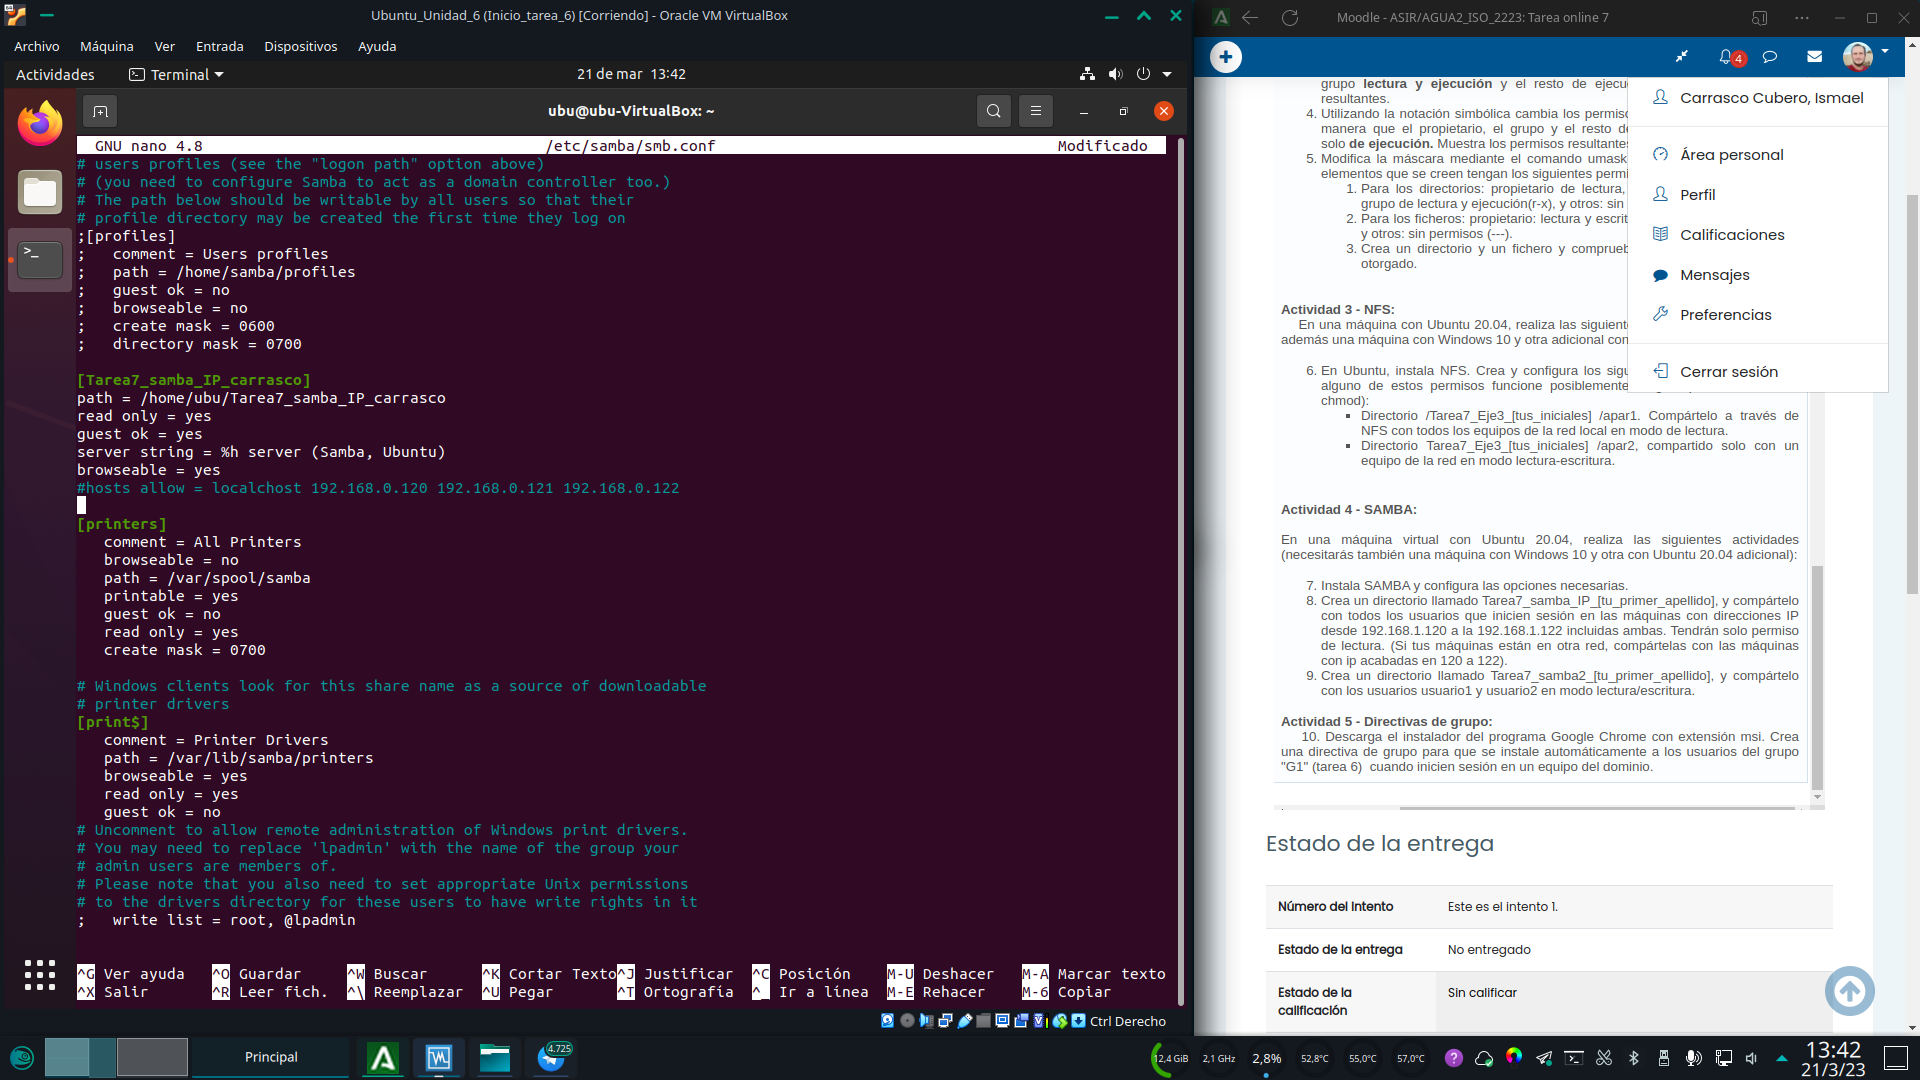 Ubuntu_Unidad_6 (Inicio_tarea_6) [Corriendo] - Oracle VM VirtualBox
Archivo Máquina Ver Entrada Dispositivos Ayuda
Actividades Terminal 21 de mar 13:42
ubu@ubu-VirtualBox: ~
GNU nano 4.8 /etc/samba/smb.conf Modificado
# users profiles (see the "logon path" option above)
# (you need to configure Samba to act as a domain controller too.)
# The path below should be writable by all users so that their
# profile directory may be created the first time they log on
;[profiles]
;   comment = Users profiles
;   path = /home/samba/profiles
;   guest ok = no
;   browseable = no
;   create mask = 0600
;   directory mask = 0700
[Tarea7_samba_IP_carrasco]
path = /home/ubu/Tarea7_samba_IP_carrasco
read only = yes
guest ok = yes
server string = %h server (Samba, Ubuntu)
browseable = yes
#hosts allow = localchost 192.168.0.120 192.168.0.121 192.168.0.122
[printers]
   comment = All Printers
   browseable = no
   path = /var/spool/samba
   printable = yes
   guest ok = no
   read only = yes
   create mask = 0700
# Windows clients look for this share name as a source of downloadable
# printer drivers
[print$]
   comment = Printer Drivers
   path = /var/lib/samba/printers
   browseable = yes
   read only = yes
   guest ok = no
# Uncomment to allow remote administration of Windows print drivers.
# You may need to replace 'lpadmin' with the name of the group your
# admin users are members of.
# Please note that you also need to set appropriate Unix permissions
# to the drivers directory for these users to have write rights in it
;   write list = root, @lpadmin
^G Ver ayuda ^O Guardar ^W Buscar ^K Cortar Texto ^J Justificar ^C Posición M-U Deshacer M-A Marcar texto
^X Salir ^R Leer fich. ^\ Reemplazar ^U Pegar ^T Ortografía ^_ Ir a línea M-E Rehacer M-6 Copiar
Ctrl Derecho
Moodle - ASIR/AGUA2_ISO_2223: Tarea online 7
4
Carrasco Cubero, Ismael
Área personal
Perfil
Calificaciones
Mensajes
Preferencias
Cerrar sesión
grupo lectura y ejecución y el resto de ejecu
resultantes.
4. Utilizando la notación simbólica cambia los permiso
manera que el propietario, el grupo y el resto de
solo de ejecución. Muestra los permisos resultantes
5. Modifica la máscara mediante el comando umask
elementos que se creen tengan los siguientes permi
1. Para los directorios: propietario de lectura,
grupo de lectura y ejecución(r-x), y otros: sin
2. Para los ficheros: propietario: lectura y escrit
y otros: sin permisos (---).
3. Crea un directorio y un fichero y comprueb
otorgado.
Actividad 3 - NFS:
En una máquina con Ubuntu 20.04, realiza las siguiente
además una máquina con Windows 10 y otra adicional con
6. En Ubuntu, instala NFS. Crea y configura los sigu
alguno de estos permisos funcione posiblemente
chmod):
Directorio /Tarea7_Eje3_[tus_iniciales] /apar1. Compártelo a través de
NFS con todos los equipos de la red local en modo de lectura.
Directorio Tarea7_Eje3_[tus_iniciales] /apar2, compartido solo con un
equipo de la red en modo lectura-escritura.
Actividad 4 - SAMBA:
En una máquina virtual con Ubuntu 20.04, realiza las siguientes actividades
(necesitarás también una máquina con Windows 10 y otra con Ubuntu 20.04 adicional):
7. Instala SAMBA y configura las opciones necesarias.
8. Crea un directorio llamado Tarea7_samba_IP_[tu_primer_apellido], y compártelo
con todos los usuarios que inicien sesión en las máquinas con direcciones IP
desde 192.168.1.120 a la 192.168.1.122 incluidas ambas. Tendrán solo permiso
de lectura. (Si tus máquinas están en otra red, compártelas con las máquinas
con ip acabadas en 120 a 122).
9. Crea un directorio llamado Tarea7_samba2_[tu_primer_apellido], y compártelo
con los usuarios usuario1 y usuario2 en modo lectura/escritura.
Actividad 5 - Directivas de grupo:
10. Descarga el instalador del programa Google Chrome con extensión msi. Crea
una directiva de grupo para que se instale automáticamente a los usuarios del grupo
"G1" (tarea 6)  cuando inicien sesión en un equipo del dominio.
Estado de la entrega
Número del intento Este es el intento 1.
Estado de la entrega No entregado
Estado de la calificación Sin calificar
Principal
4.725
12,4 GiB 2,1 GHz 2,8% 52,8°C 55,0°C 57,0°C
13:42
21/3/23